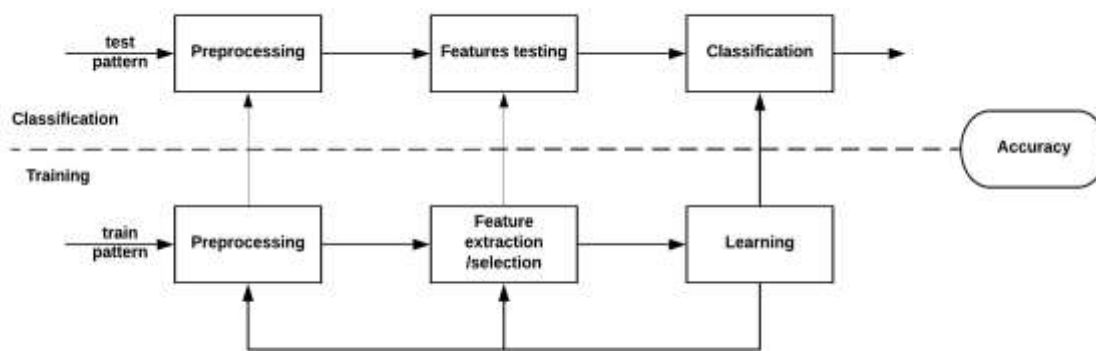 test
pattern
Preprocessing
Features testing
Classification
Classification
Accuracy
Training
train
pattern
Preprocessing
Feature
extraction
/selection
Learning